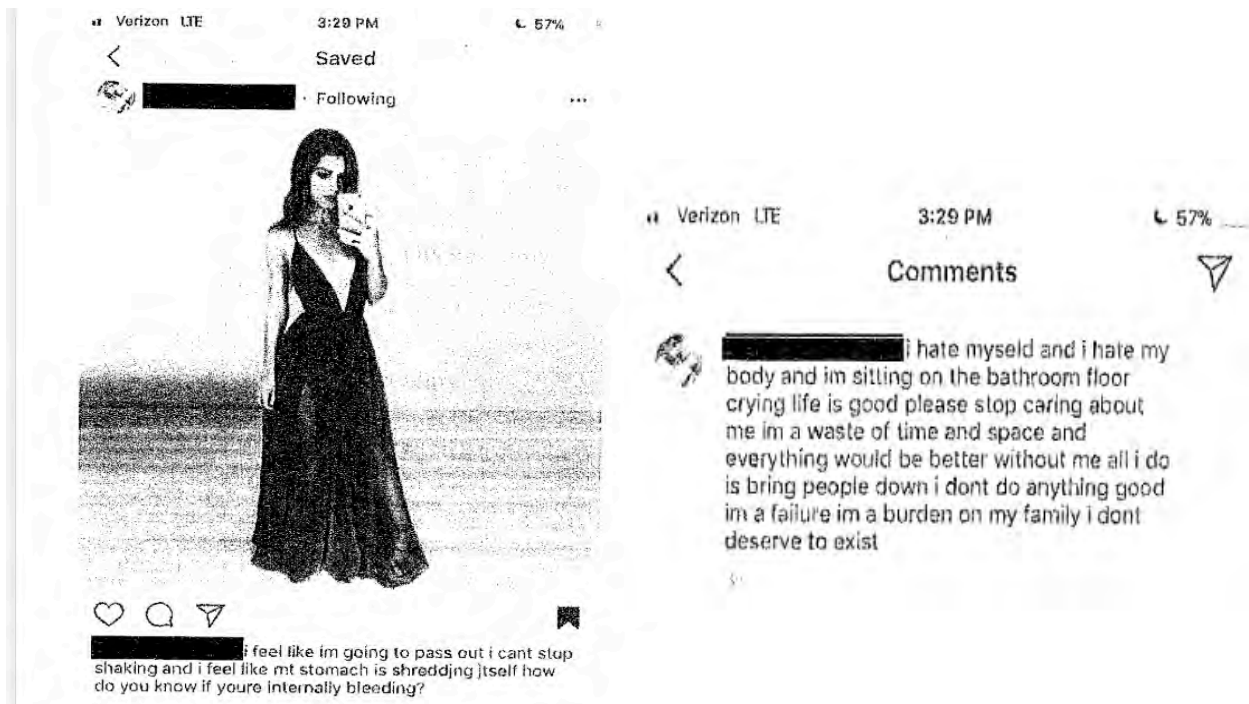 Verizon LTE
3:29 PM
57%
Saved
· Following
...
i feel like im going to pass out i cant stop
shaking and i feel like mt stomach is shreddjng jtself how
do you know if youre internally bleeding?
Verizon LTE
3:29 PM
57%
Comments
i hate myseld and i hate my
body and im sitting on the bathroom floor
crying life is good please stop caring about
me im a waste of time and space and
everything would be better without me all i do
is bring people down i dont do anything good
im a failure im a burden on my family i dont
deserve to exist